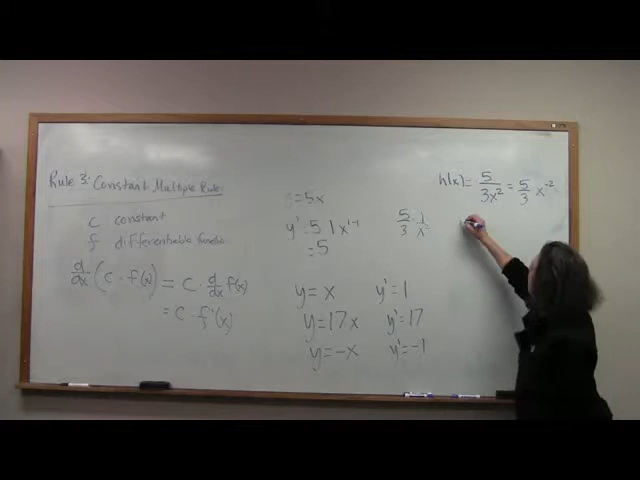 Rule 3: Constant Multiple Rule
c constant
f differentiable function
d/dx (c · f(x)) = c · d/dx f(x)
= c · f'(x)
= 5x
y' = 5 · 1 x^1-1
= 5
y = x y' = 1
y = 17x y' = 17
y = -x y' = -1
h(x) = 5/3x² = 5/3 x^-2
5/3 · 1/x²